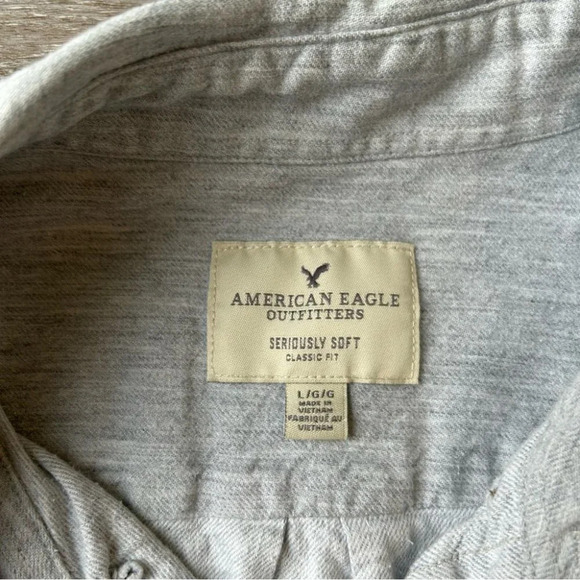 AMERICAN EAGLE
OUTFITTERS
SERIOUSLY SOFT
CLASSIC FIT
L/G/G
MADE IN
VIETNAM
FABRIQUÉ AU
VIETNAM